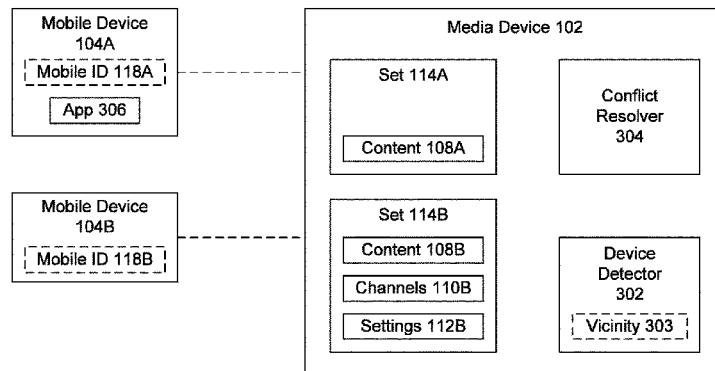 Mobile Device
104A
Mobile ID 118A
App 306
Mobile Device
104B
Mobile ID 118B
Media Device 102
Set 114A
Content 108A
Conflict
Resolver
304
Set 114B
Content 108B
Channels 110B
Settings 112B
Device
Detector
302
Vicinity 303